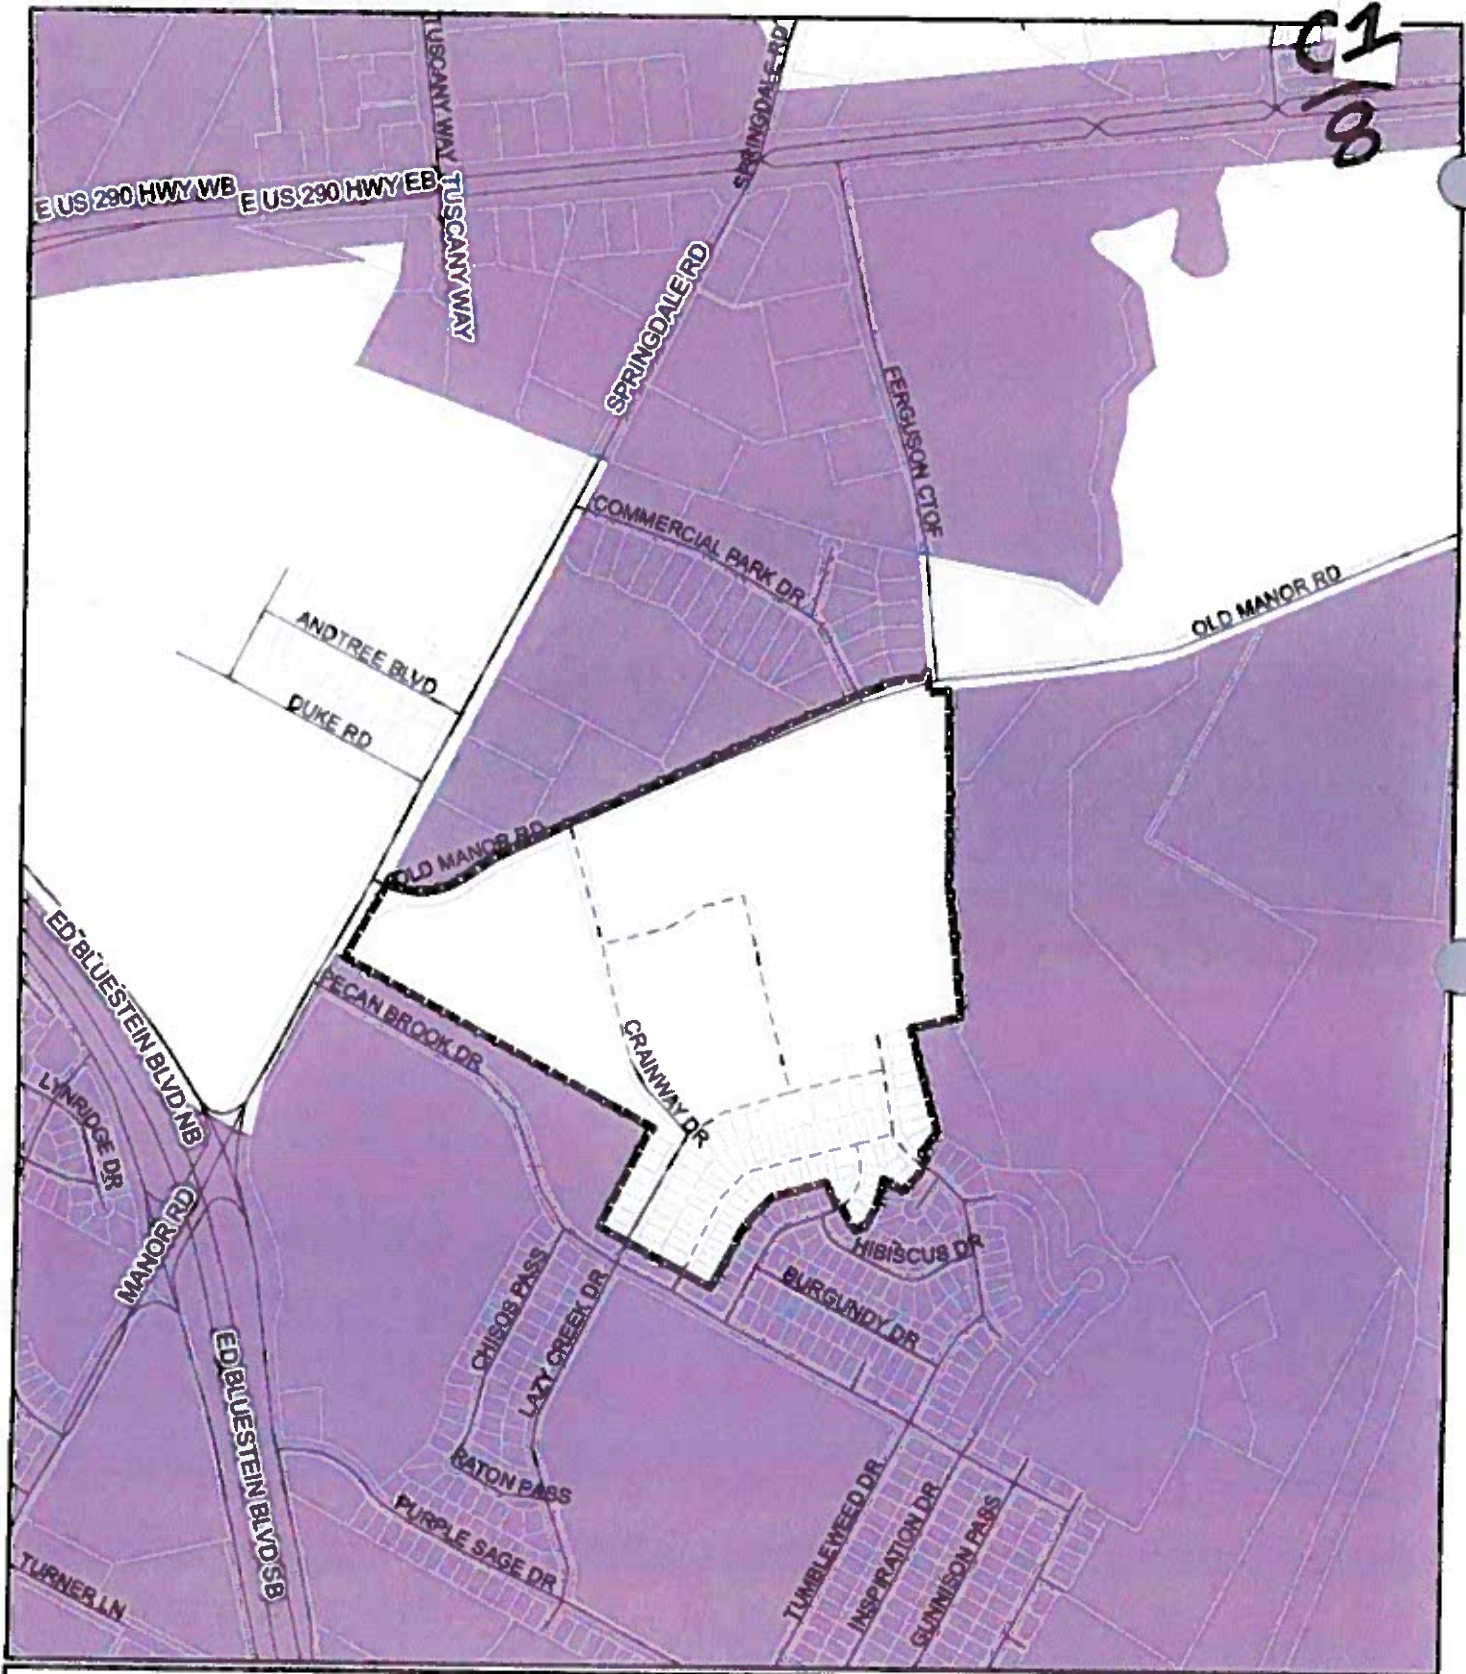 C1
8
TUSCANY WAY
SPRINGDALE RD
E US 290 HWY WB
E US 290 HWY EB
TUSCANY WAY
SPRINGDALE RD
FERGUSON CTOF
COMMERCIAL PARK DR
OLD MANOR RD
ANDTREE BLVD
DUKE RD
OLD MANOR RD
ED BLUESTEIN BLVD NB
PECAN BROOK DR
CRAINWAY DR
LYNRIDGE DR
MANOR RD
HIBISCUS DR
CHISOS PASS
BURGUNDY DR
LAZY CREEK DR
ED BLUESTEIN BLVD SB
RATON PASS
PURPLE SAGE DR
TUMBLEWEED DR
INSPIRATION DR
GUNNISON PASS
TURNER LN